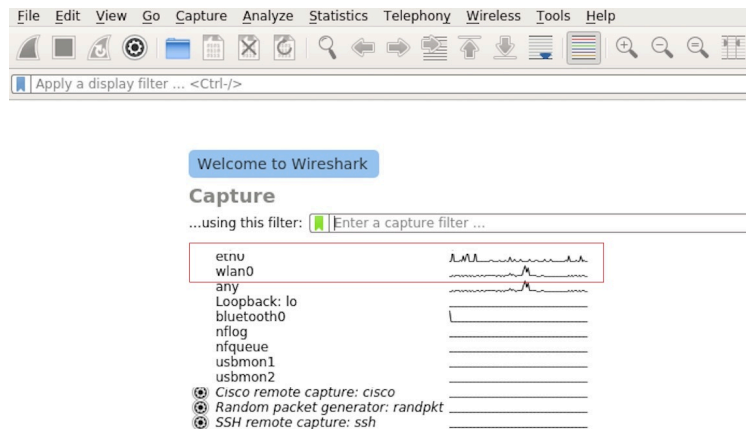 File Edit View Go Capture Analyze Statistics Telephony Wireless Tools Help
Apply a display filter ... <Ctrl-/>
Welcome to Wireshark
Capture
...using this filter: Enter a capture filter ...
eth0
wlan0
any
Loopback: lo
bluetooth0
nflog
nfqueue
usbmon1
usbmon2
Cisco remote capture: cisco
Random packet generator: randpkt
SSH remote capture: ssh